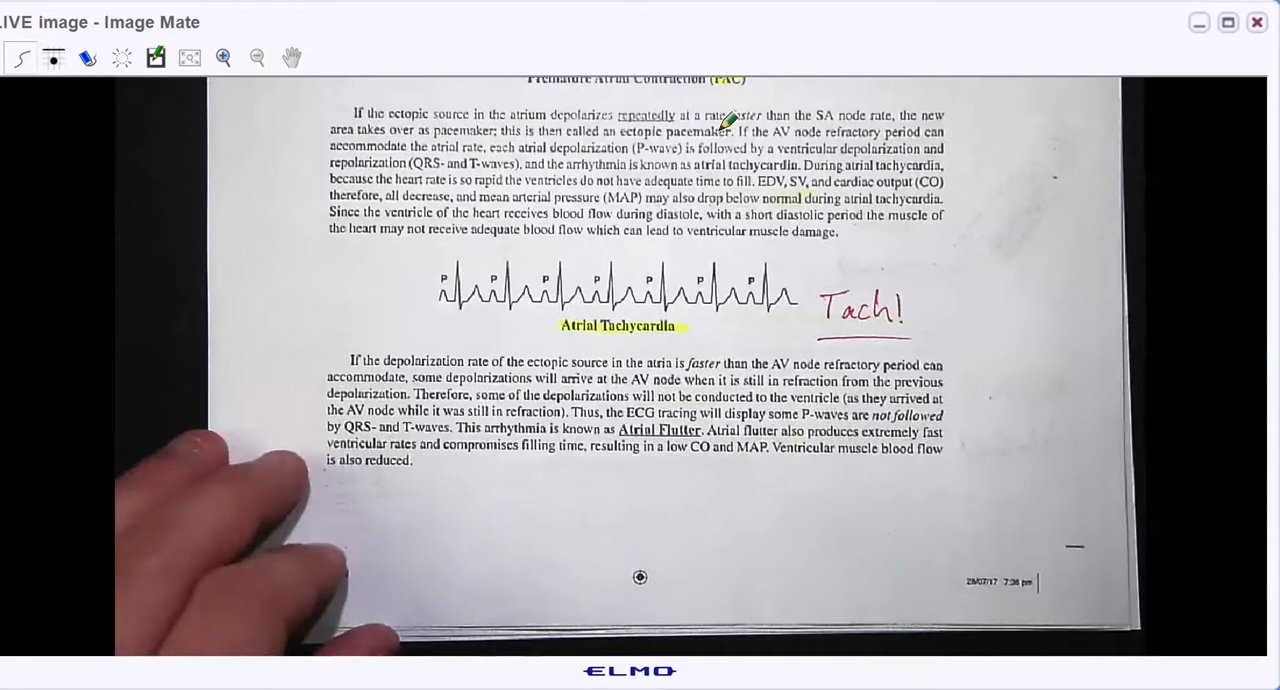 LIVE image - Image Mate
Premature Atrial Contraction (PAC)
If the ectopic source in the atrium depolarizes repeatedly at a rate faster than the SA node rate, the new
area takes over as pacemaker; this is then called an ectopic pacemaker. If the AV node refractory period can
accommodate the atrial rate, each atrial depolarization (P-wave) is followed by a ventricular depolarization and
repolarization (QRS- and T-waves), and the arrhythmia is known as atrial tachycardia. During atrial tachycardia,
because the heart rate is so rapid the ventricles do not have adequate time to fill. EDV, SV, and cardiac output (CO)
therefore, all decrease, and mean arterial pressure (MAP) may also drop below normal during atrial tachycardia.
Since the ventricle of the heart receives blood flow during diastole, with a short diastolic period the muscle of
the heart may not receive adequate blood flow which can lead to ventricular muscle damage.
P P P P P P P
Tach!
Atrial Tachycardia
If the depolarization rate of the ectopic source in the atria is faster than the AV node refractory period can
accommodate, some depolarizations will arrive at the AV node when it is still in refraction from the previous
depolarization. Therefore, some of the depolarizations will not be conducted to the ventricle (as they arrived at
the AV node while it was still in refraction). Thus, the ECG tracing will display some P-waves are not followed
by QRS- and T-waves. This arrhythmia is known as Atrial Flutter. Atrial flutter also produces extremely fast
ventricular rates and compromises filling time, resulting in a low CO and MAP. Ventricular muscle blood flow
is also reduced.
28/07/17 7:36 pm
ELMO